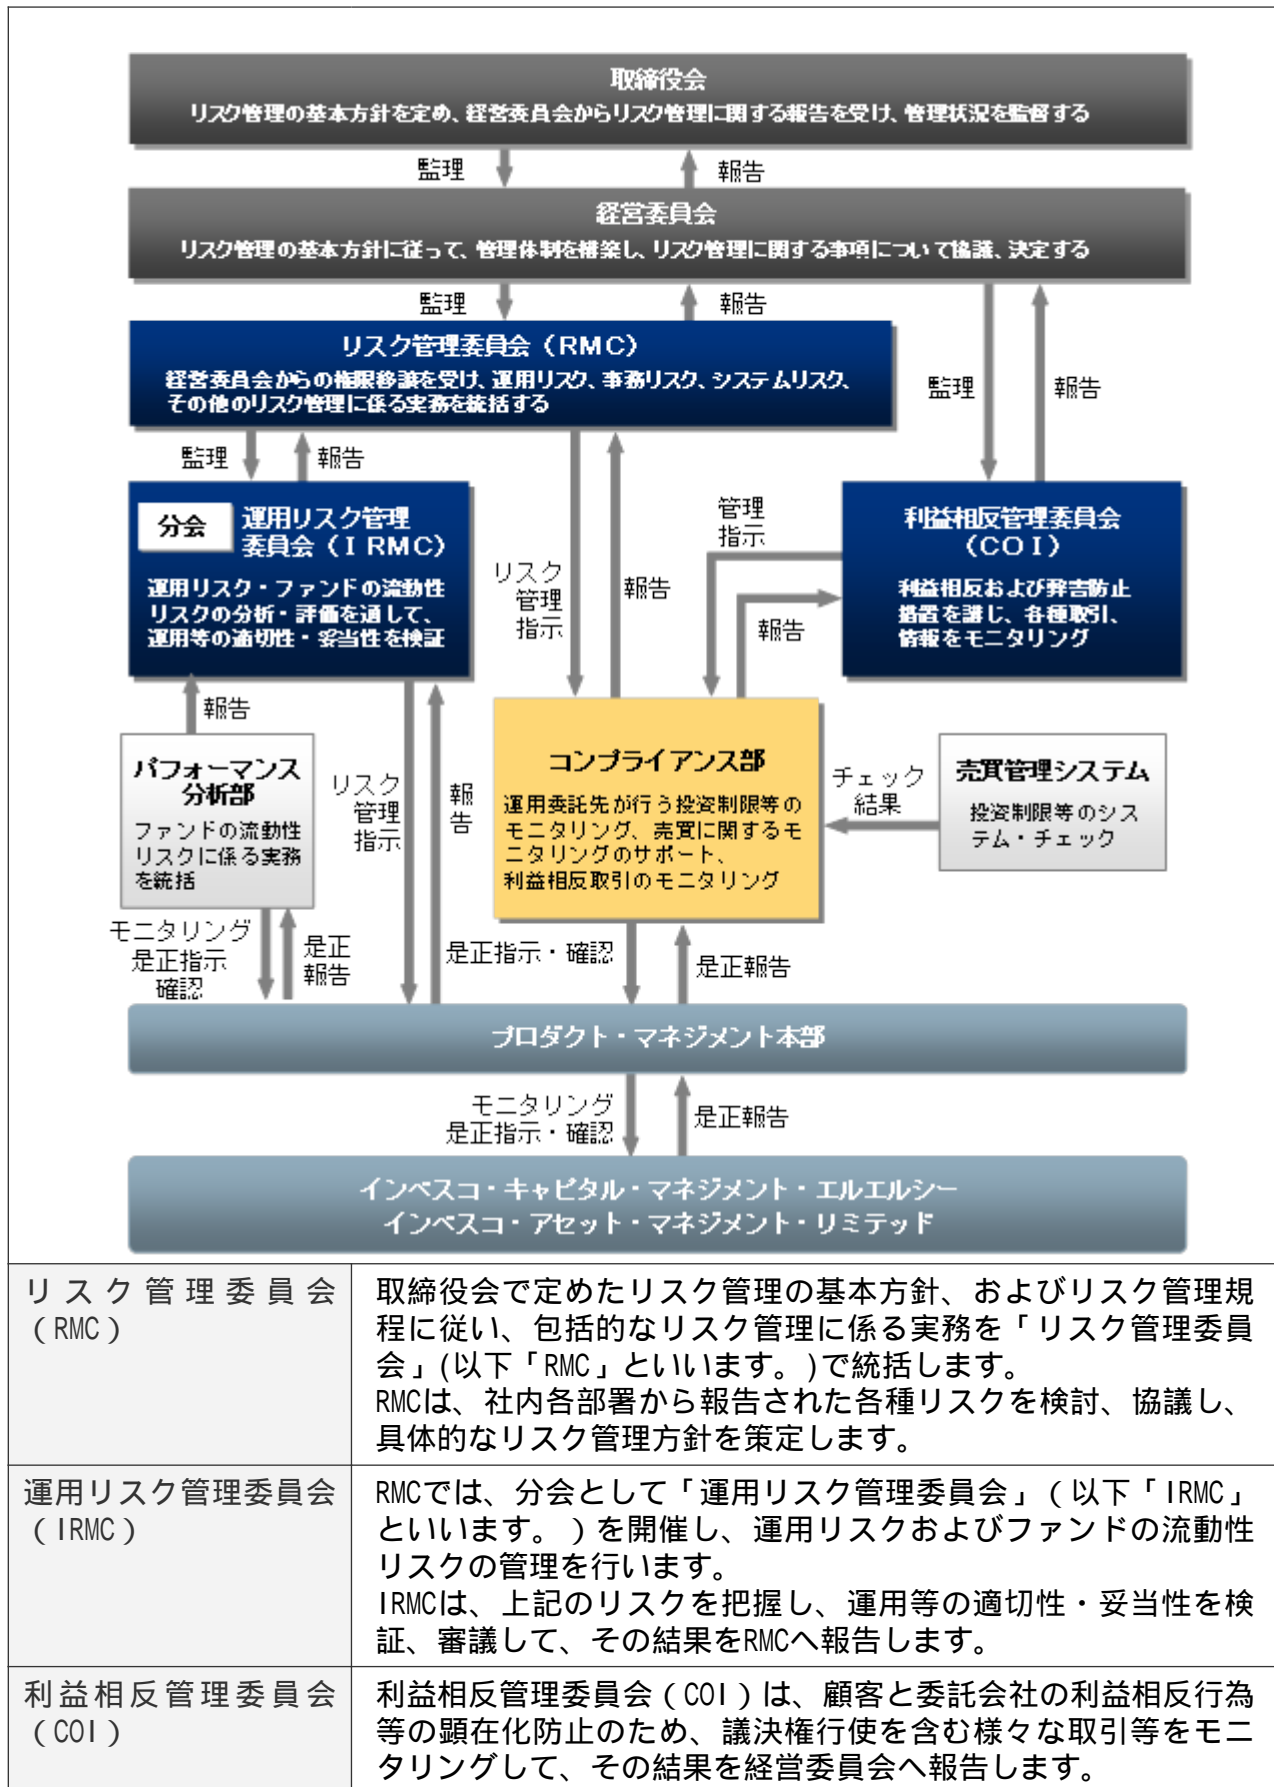 取締役会
リスク管理の基本方針を定め、経営委員会からリスク管理に関する報告を受け、管理状況を監督する
監理
報告
経営委員会
リスク管理の基本方針に従って、管理体制を構築し、リスク管理に関する事項について協議、決定する
監理
報告
リスク管理委員会（RMC）
経営委員会からの権限移譲を受け、運用リスク、事務リスク、システムリスク、
その他のリスク管理に係る実務を統括する
監理
報告
監理
報告
分会
運用リスク管理
委員会（IRMC）
運用リスク・ファンドの流動性
リスクの分析・評価を通して、
運用等の適切性・妥当性を検証
リスク
管理
指示
報告
管理
指示
報告
利益相反管理委員会
（COI）
利益相反および弊害防止
措置を講じ、各種取引、
情報をモニタリング
報告
パフォーマンス
分析部
ファンドの流動性
リスクに係る実務
を統括
リスク
管理
指示
報
告
コンプライアンス部
運用委託先が行う投資制限等の
モニタリング、売買に関するモ
ニタリングのサポート、
利益相反取引のモニタリング
チェック
結果
売買管理システム
投資制限等のシス
テム・チェック
モニタリング
是正指示
確認
是正
報告
是正指示・確認
是正報告
プロダクト・マネジメント本部
モニタリング
是正指示・確認
是正報告
インベスコ・キャピタル・マネジメント・エルエルシー
インベスコ・アセット・マネジメント・リミテッド
リスク管理委員会
（RMC）
取締役会で定めたリスク管理の基本方針、およびリスク管理規
程に従い、包括的なリスク管理に係る実務を「リスク管理委員
会」(以下「RMC」といいます。)で統括します。
RMCは、社内各部署から報告された各種リスクを検討、協議し、
具体的なリスク管理方針を策定します。
運用リスク管理委員会
（IRMC）
RMCでは、分会として「運用リスク管理委員会」（以下「IRMC」
といいます。）を開催し、運用リスクおよびファンドの流動性
リスクの管理を行います。
IRMCは、上記のリスクを把握し、運用等の適切性・妥当性を検
証、審議して、その結果をRMCへ報告します。
利益相反管理委員会
（COI）
利益相反管理委員会（COI）は、顧客と委託会社の利益相反行為
等の顕在化防止のため、議決権行使を含む様々な取引等をモニ
タリングして、その結果を経営委員会へ報告します。